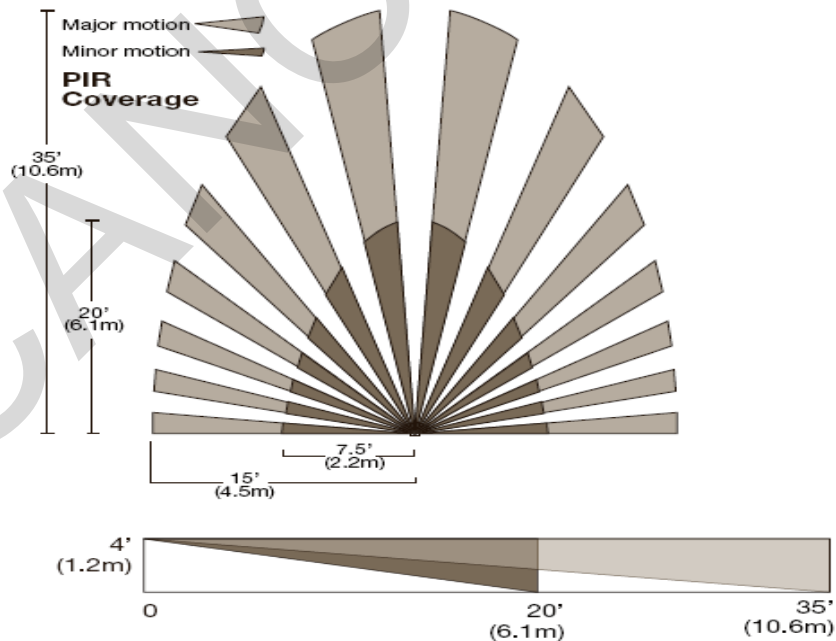 Major motion
Minor motion
PIR
Coverage
35’
(10.6m)
20’
(6.1m)
7.5’
(2.2m)
15’
(4.5m)
4’
(1.2m)
0
20’
(6.1m)
35’
(10.6m)